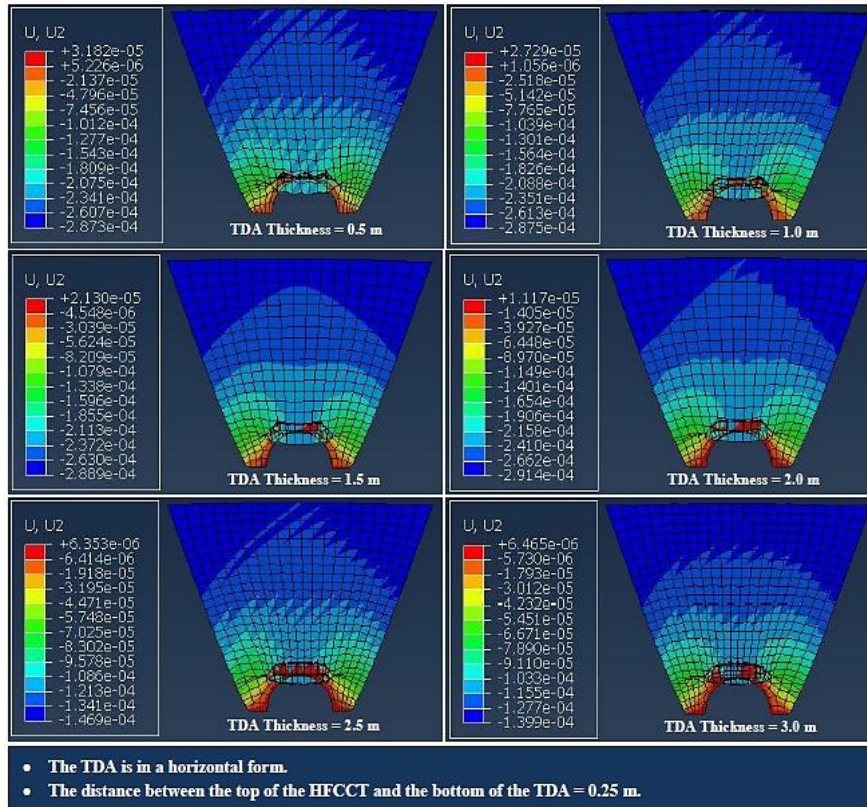 U, U2
+3.182e-05
+5.226e-06
-2.137e-05
-4.796e-05
-7.456e-05
-1.012e-04
-1.277e-04
-1.543e-04
-1.809e-04
-2.075e-04
-2.341e-04
-2.607e-04
-2.873e-04
TDA Thickness = 0.5 m
U, U2
+2.729e-05
+1.056e-06
-2.518e-05
-5.142e-05
-7.765e-05
-1.039e-04
-1.301e-04
-1.564e-04
-1.826e-04
-2.088e-04
-2.351e-04
-2.613e-04
-2.875e-04
TDA Thickness = 1.0 m
U, U2
+2.130e-05
-4.548e-06
-3.039e-05
-5.624e-05
-8.209e-05
-1.079e-04
-1.338e-04
-1.596e-04
-1.855e-04
-2.113e-04
-2.372e-04
-2.630e-04
-2.889e-04
TDA Thickness = 1.5 m
U, U2
+1.117e-05
-1.405e-05
-3.927e-05
-6.448e-05
-8.970e-05
-1.149e-04
-1.401e-04
-1.654e-04
-1.906e-04
-2.158e-04
-2.410e-04
-2.662e-04
-2.914e-04
TDA Thickness = 2.0 m
U, U2
+6.353e-06
-6.414e-06
-1.918e-05
-3.195e-05
-4.471e-05
-5.748e-05
-7.025e-05
-8.302e-05
-9.578e-05
-1.086e-04
-1.213e-04
-1.341e-04
-1.469e-04
TDA Thickness = 2.5 m
U, U2
+6.465e-06
-5.730e-06
-1.793e-05
-3.012e-05
-4.232e-05
-5.451e-05
-6.671e-05
-7.890e-05
-9.110e-05
-1.033e-04
-1.155e-04
-1.277e-04
-1.399e-04
TDA Thickness = 3.0 m
• The TDA is in a horizontal form.
• The distance between the top of the HFCCT and the bottom of the TDA = 0.25 m.